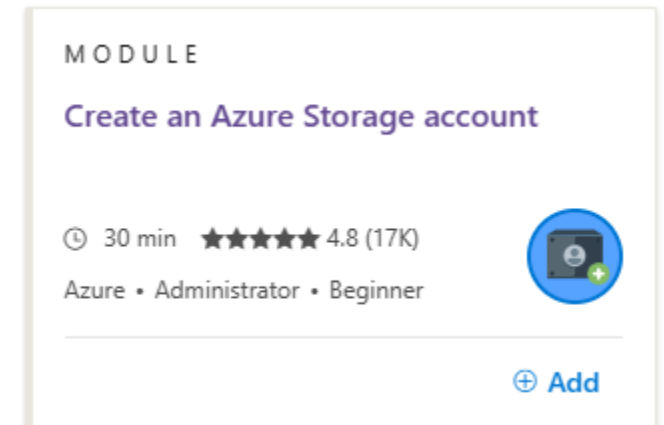 MODULE
Create an Azure Storage account
30 min ★★★★★ 4.8 (17K)
Azure • Administrator • Beginner
Add